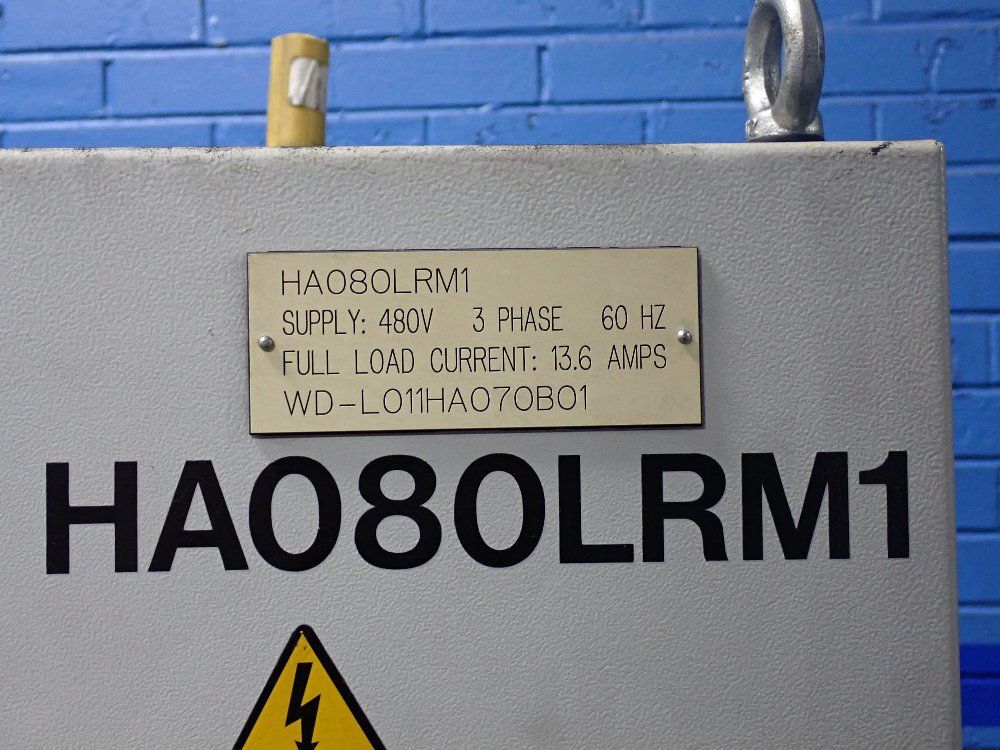 HA080LRM1
SUPPLY: 480V 3 PHASE 60 HZ
FULL LOAD CURRENT: 13.6 AMPS
WD-L011HA070B01
HA080LRM1